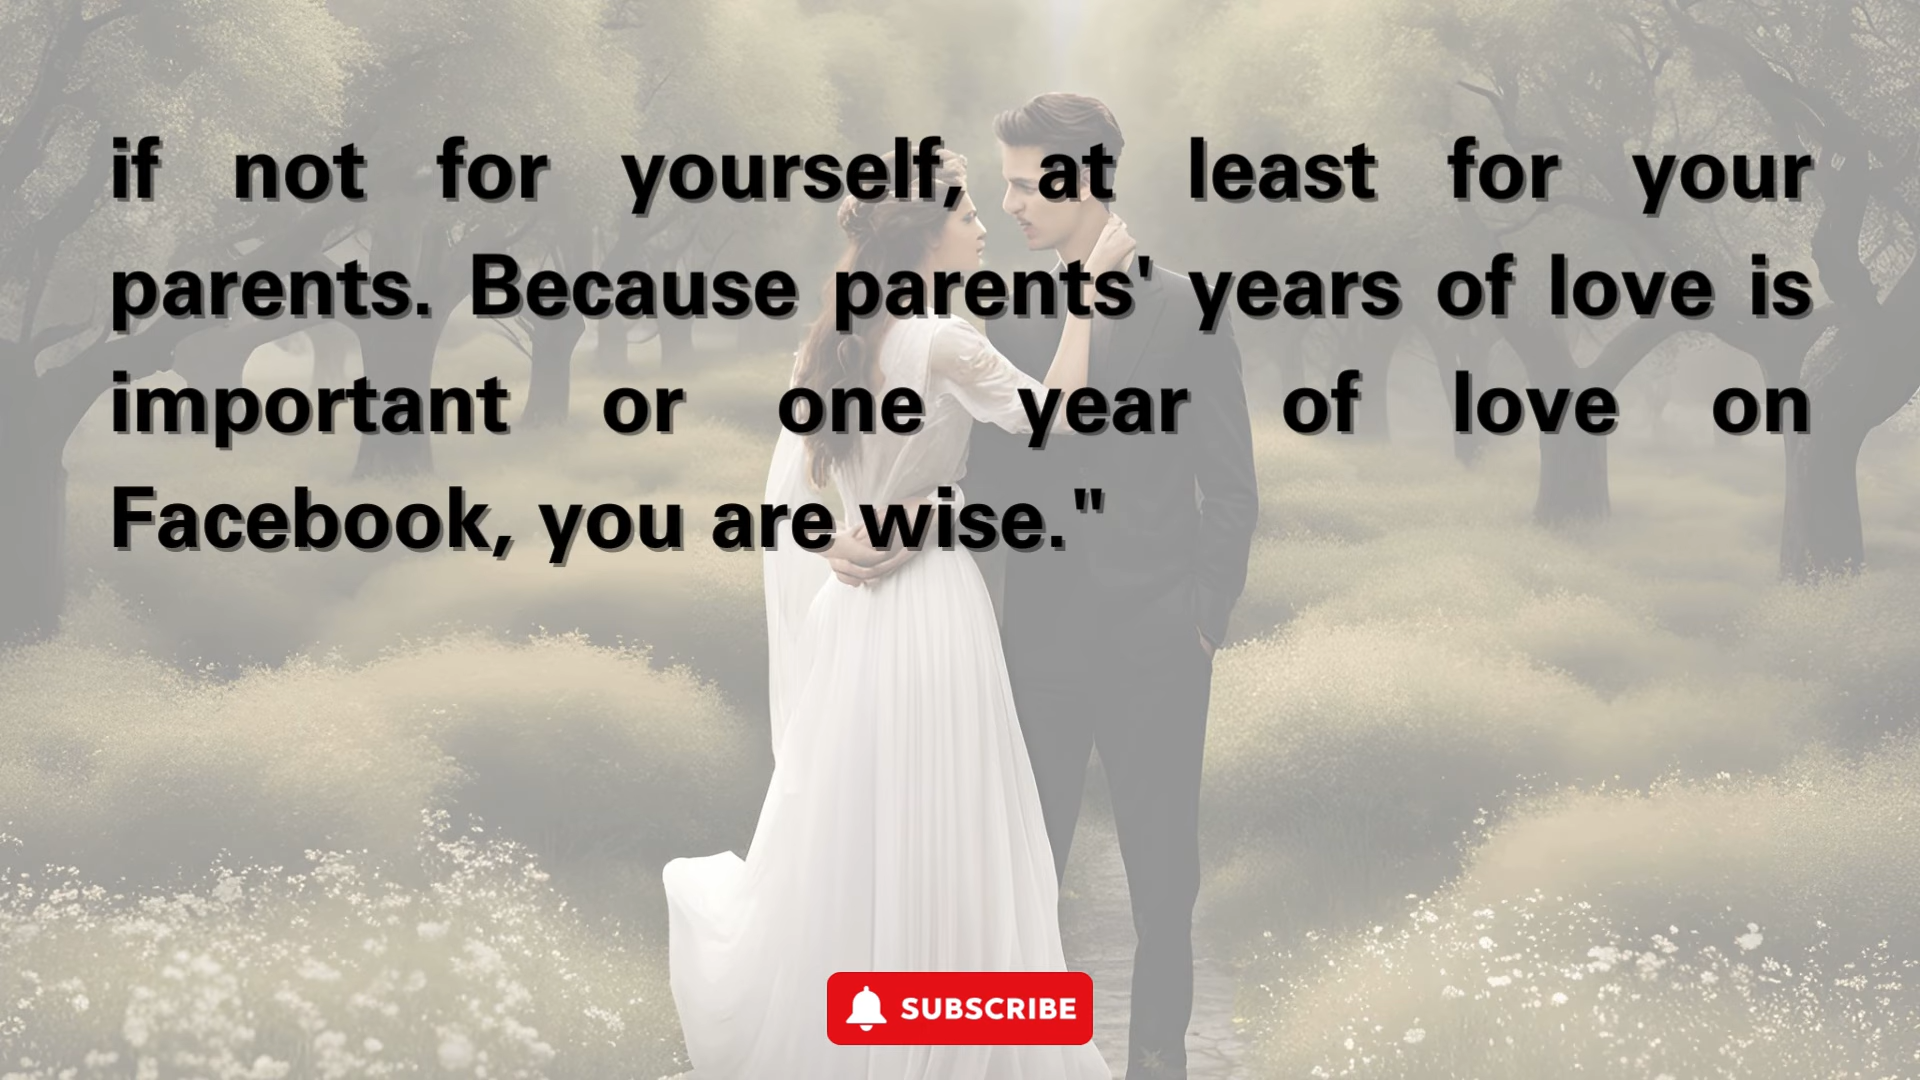 if not for yourself, at least for your
parents. Because parents' years of love is
important or one year of love on
Facebook, you are wise."
SUBSCRIBE